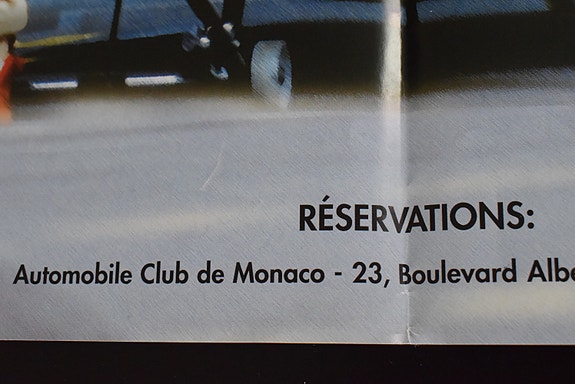 RÉSERVATIONS:
Automobile Club de Monaco - 23, Boulevard Albe